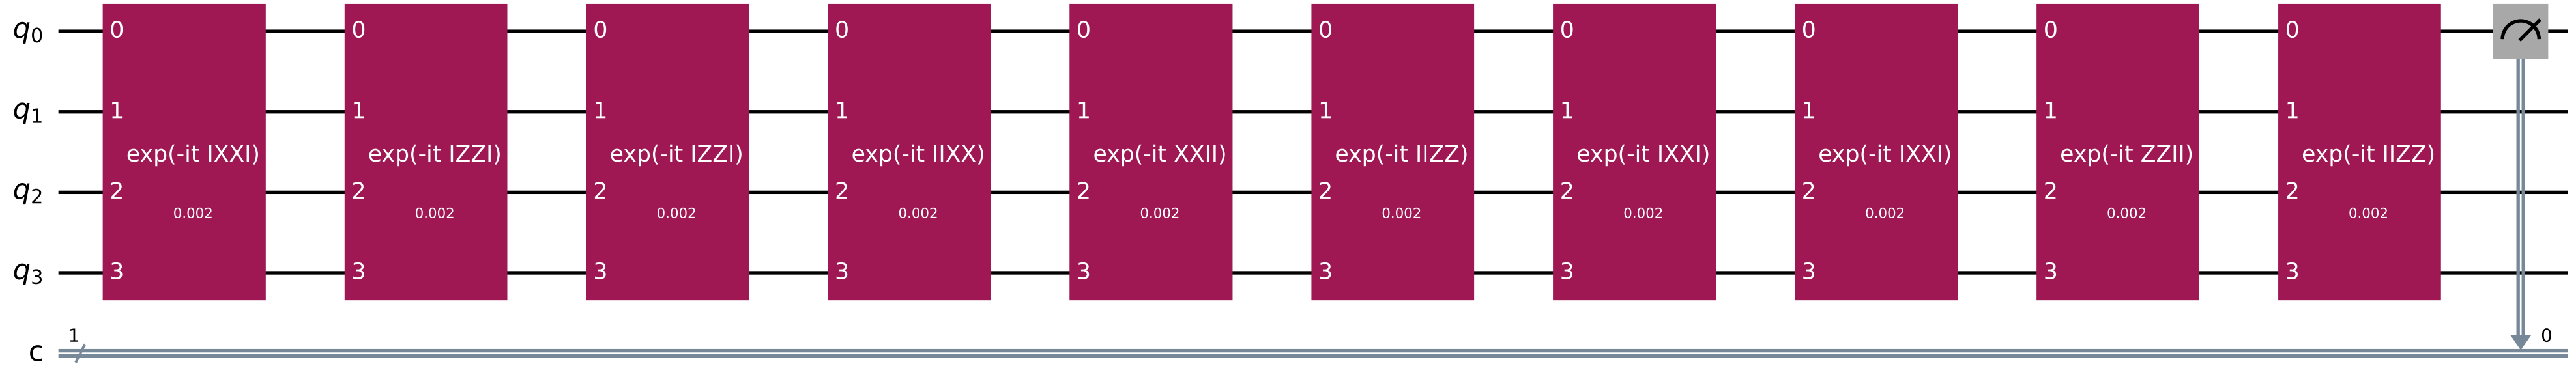 q0 0 0 0 0 0 0 0 0 0 0
q1 1 1 1 1 1 1 1 1 1 1
exp(-it IXXI) exp(-it IZZI) exp(-it IZZI) exp(-it IIXX) exp(-it XXII) exp(-it IIZZ) exp(-it IXXI) exp(-it IXXI) exp(-it ZZII) exp(-it IIZZ)
q2 2 2 2 2 2 2 2 2 2 2
0.002 0.002 0.002 0.002 0.002 0.002 0.002 0.002 0.002 0.002
q3 3 3 3 3 3 3 3 3 3 3
1 0
c